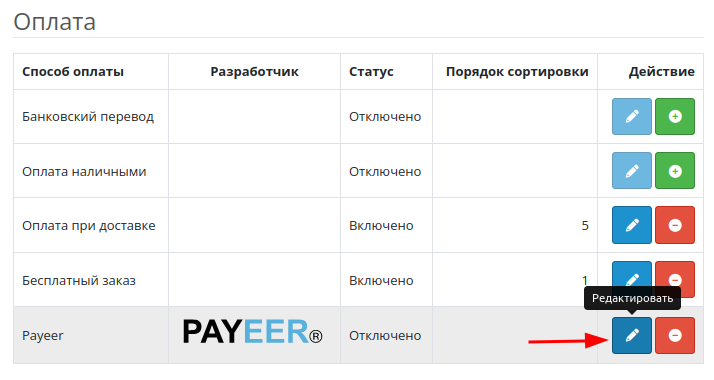 Оплата
Способ оплаты Разработчик Статус Порядок сортировки Действие
Банковский перевод Отключено
Оплата наличными Отключено
Оплата при доставке Включено 5
Бесплатный заказ Включено 1
Редактировать
Payeer PAYEER® Отключено